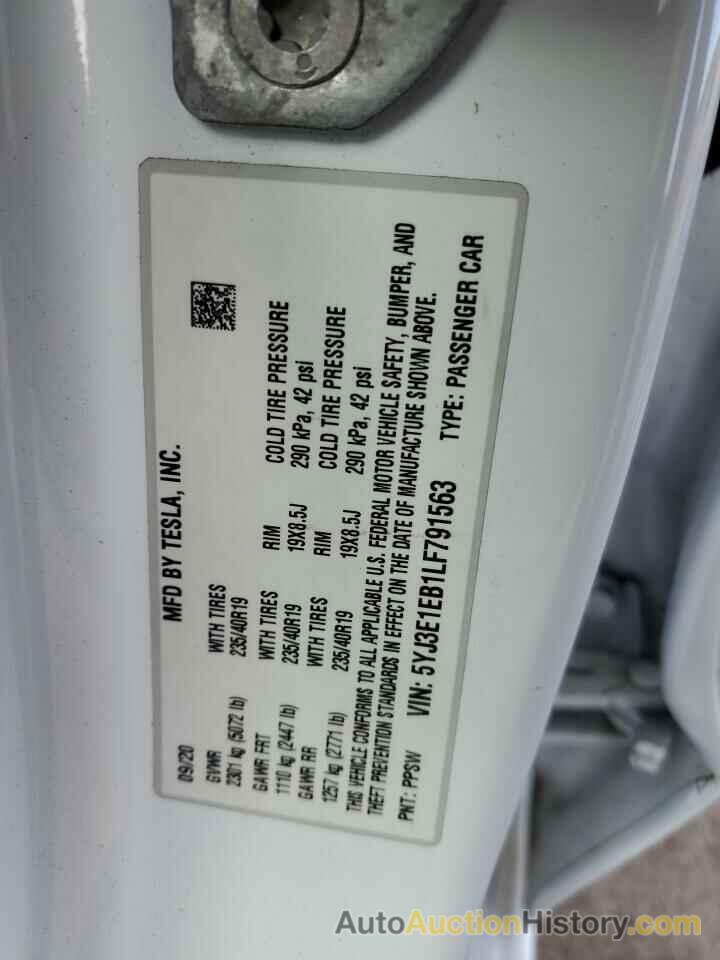 MFD BY TESLA, INC.
09/20
GVWR WITH TIRES RIM COLD TIRE PRESSURE
2301 kg (5072 lb) 235/40R19 19X8.5J 290 kPa, 42 psi
GAWR FRT WITH TIRES RIM COLD TIRE PRESSURE
1110 kg (2447 lb) 235/40R19 19X8.5J 290 kPa, 42 psi
GAWR RR WITH TIRES
1257 kg (2771 lb) 235/40R19
THIS VEHICLE CONFORMS TO ALL APPLICABLE U.S. FEDERAL MOTOR VEHICLE SAFETY, BUMPER, AND
THEFT PREVENTION STANDARDS IN EFFECT ON THE DATE OF MANUFACTURE SHOWN ABOVE.
PNT: PPSW VIN: 5YJ3E1EB1LF791563 TYPE: PASSENGER CAR
AutoAuctionHistory.com